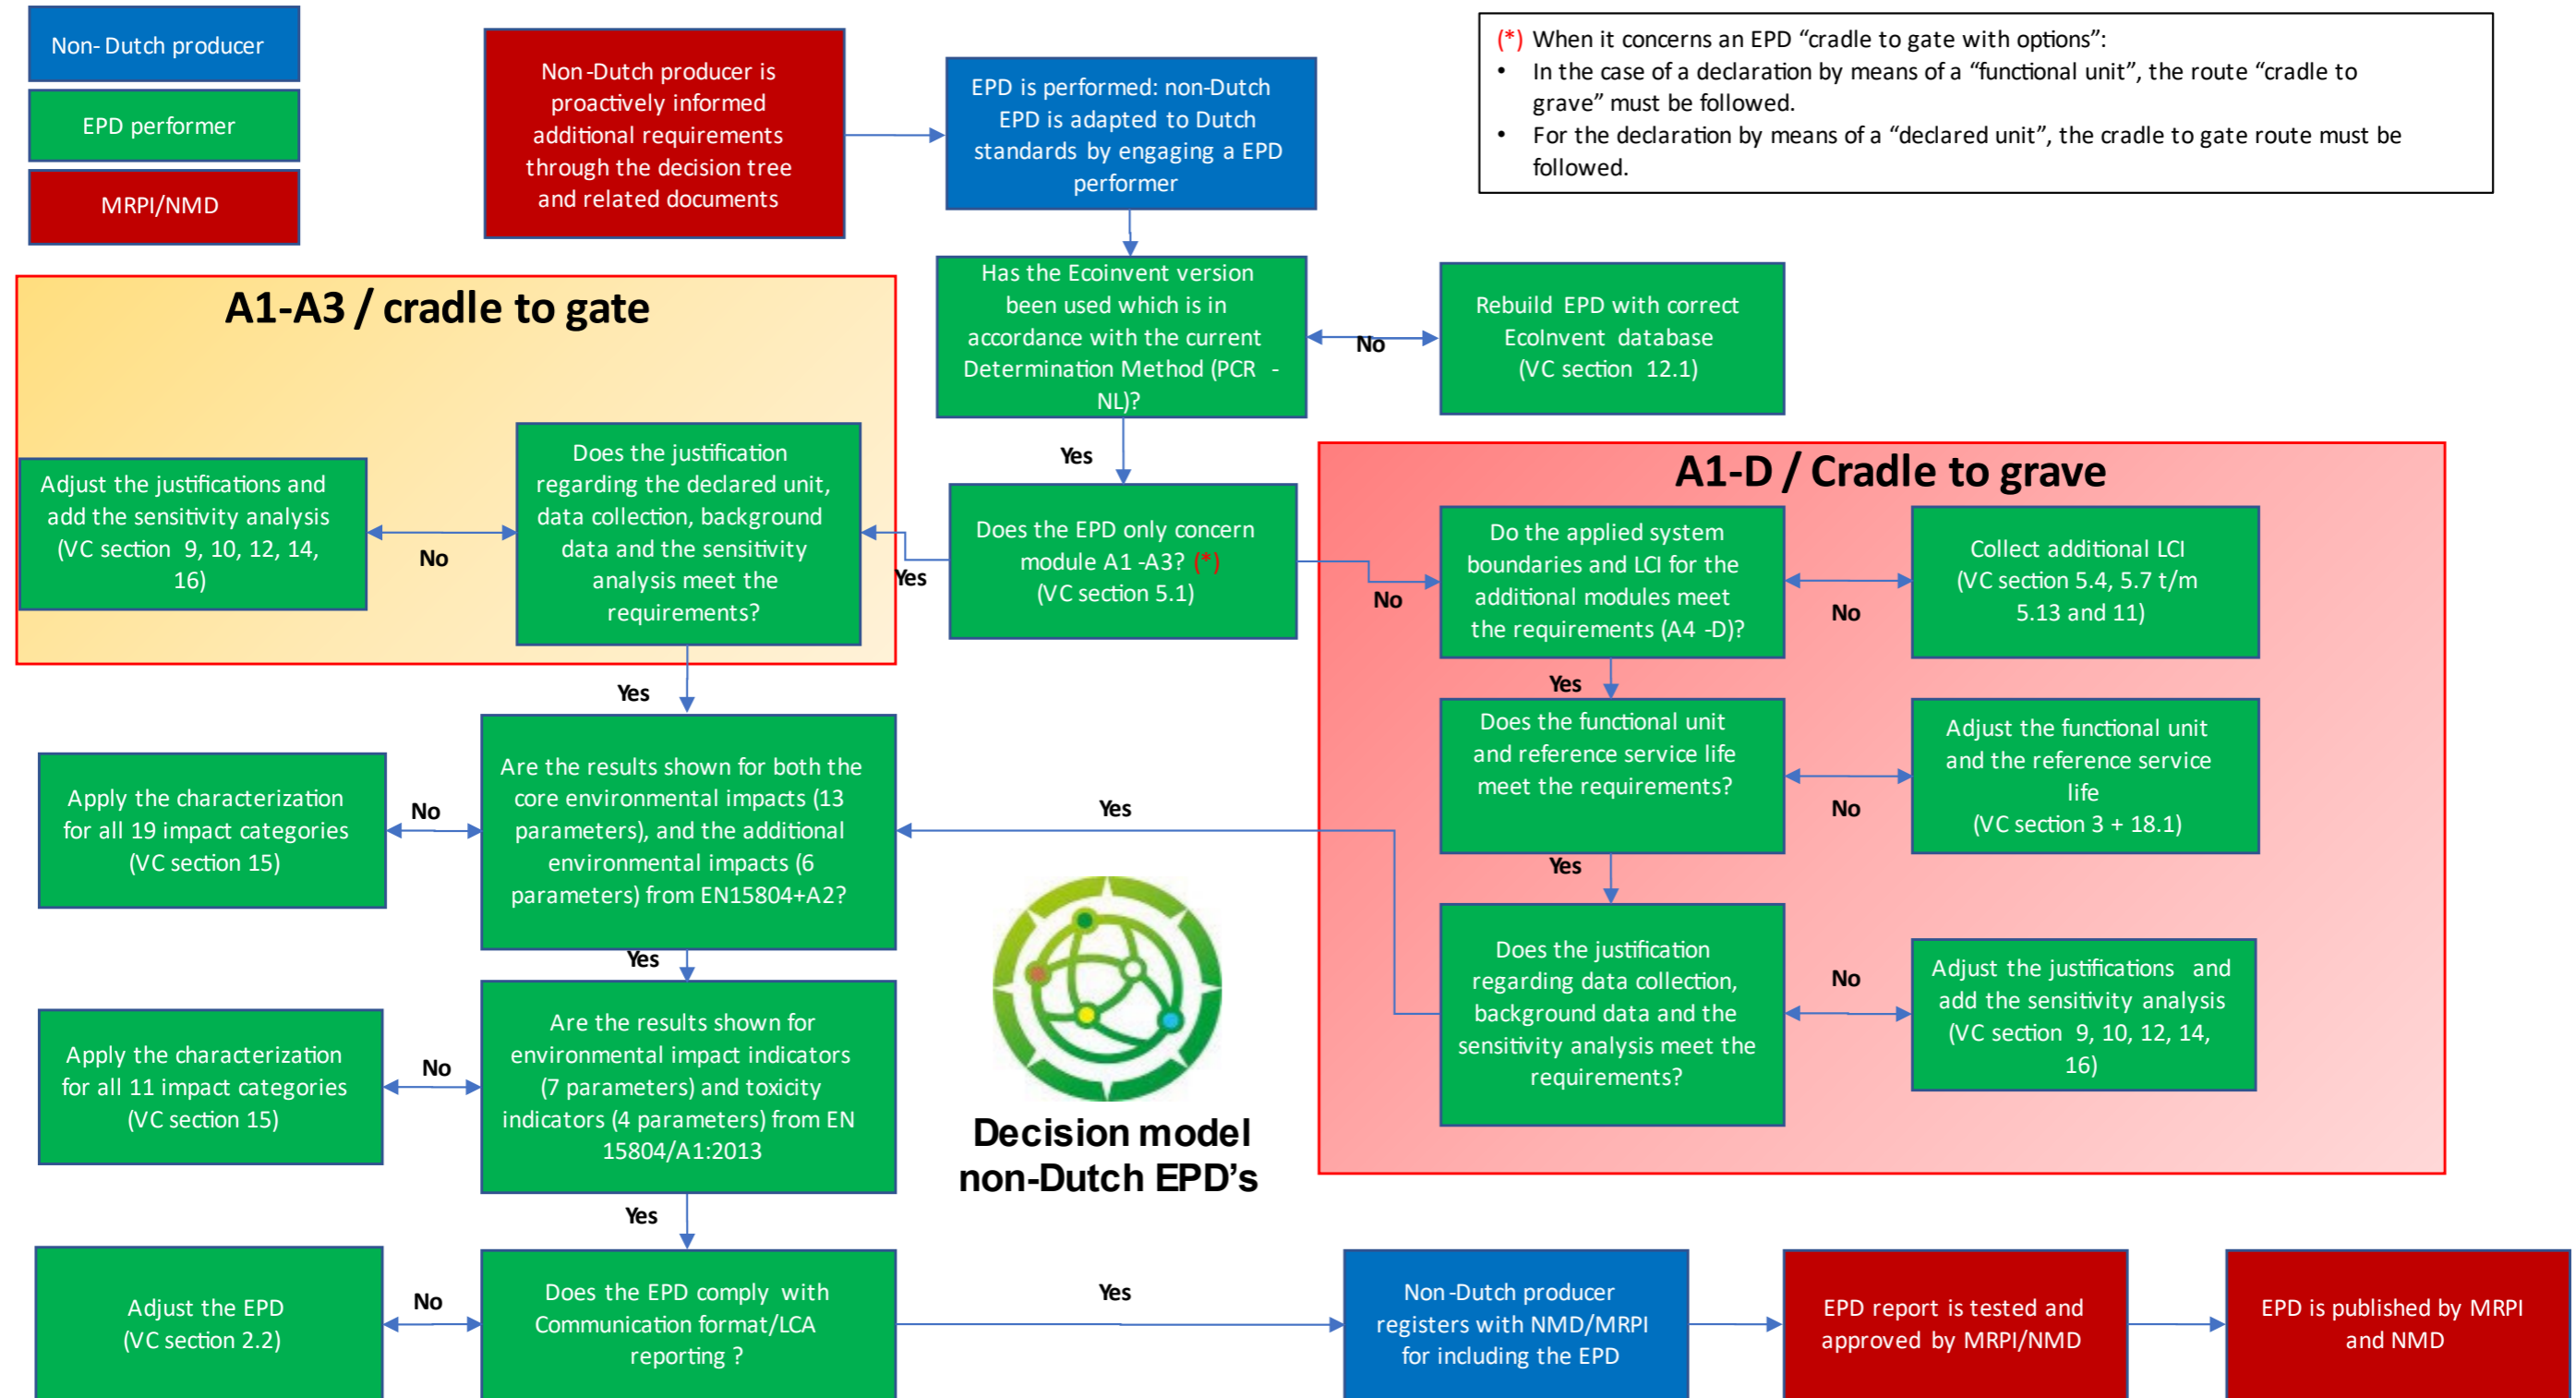 Non-Dutch producer
EPD performer
MRPI/NMD
Non-Dutch producer is
proactively informed
additional requirements
through the decision tree
and related documents
EPD is performed: non-Dutch
EPD is adapted to Dutch
standards by engaging a EPD
performer
(*) When it concerns an EPD “cradle to gate with options”:
• In the case of a declaration by means of a “functional unit”, the route “cradle to
grave” must be followed.
• For the declaration by means of a “declared unit”, the cradle to gate route must be
followed.
Has the Ecoinvent version
been used which is in
accordance with the current
Determination Method (PCR -
NL)?
No
Rebuild EPD with correct
EcoInvent database
(VC section 12.1)
Yes
A1-A3 / cradle to gate
Adjust the justifications and
add the sensitivity analysis
(VC section 9, 10, 12, 14,
16)
No
Does the justification
regarding the declared unit,
data collection, background
data and the sensitivity
analysis meet the
requirements?
Yes
Does the EPD only concern
module A1 -A3? (*)
(VC section 5.1)
No
A1-D / Cradle to grave
Do the applied system
boundaries and LCI for the
additional modules meet
the requirements (A4 -D)?
No
Collect additional LCI
(VC section 5.4, 5.7 t/m
5.13 and 11)
Yes
Does the functional unit
and reference service life
meet the requirements?
No
Adjust the functional unit
and the reference service
life
(VC section 3 + 18.1)
Yes
Does the justification
regarding data collection,
background data and the
sensitivity analysis meet the
requirements?
No
Adjust the justifications and
add the sensitivity analysis
(VC section 9, 10, 12, 14,
16)
Yes
Yes
Apply the characterization
for all 19 impact categories
(VC section 15)
No
Are the results shown for both the
core environmental impacts (13
parameters), and the additional
environmental impacts (6
parameters) from EN15804+A2?
Yes
Apply the characterization
for all 11 impact categories
(VC section 15)
No
Are the results shown for
environmental impact indicators
(7 parameters) and toxicity
indicators (4 parameters) from EN
15804/A1:2013
Decision model
non-Dutch EPD’s
Yes
Adjust the EPD
(VC section 2.2)
No
Does the EPD comply with
Communication format/LCA
reporting ?
Yes
Non-Dutch producer
registers with NMD/MRPI
for including the EPD
EPD report is tested and
approved by MRPI/NMD
EPD is published by MRPI
and NMD